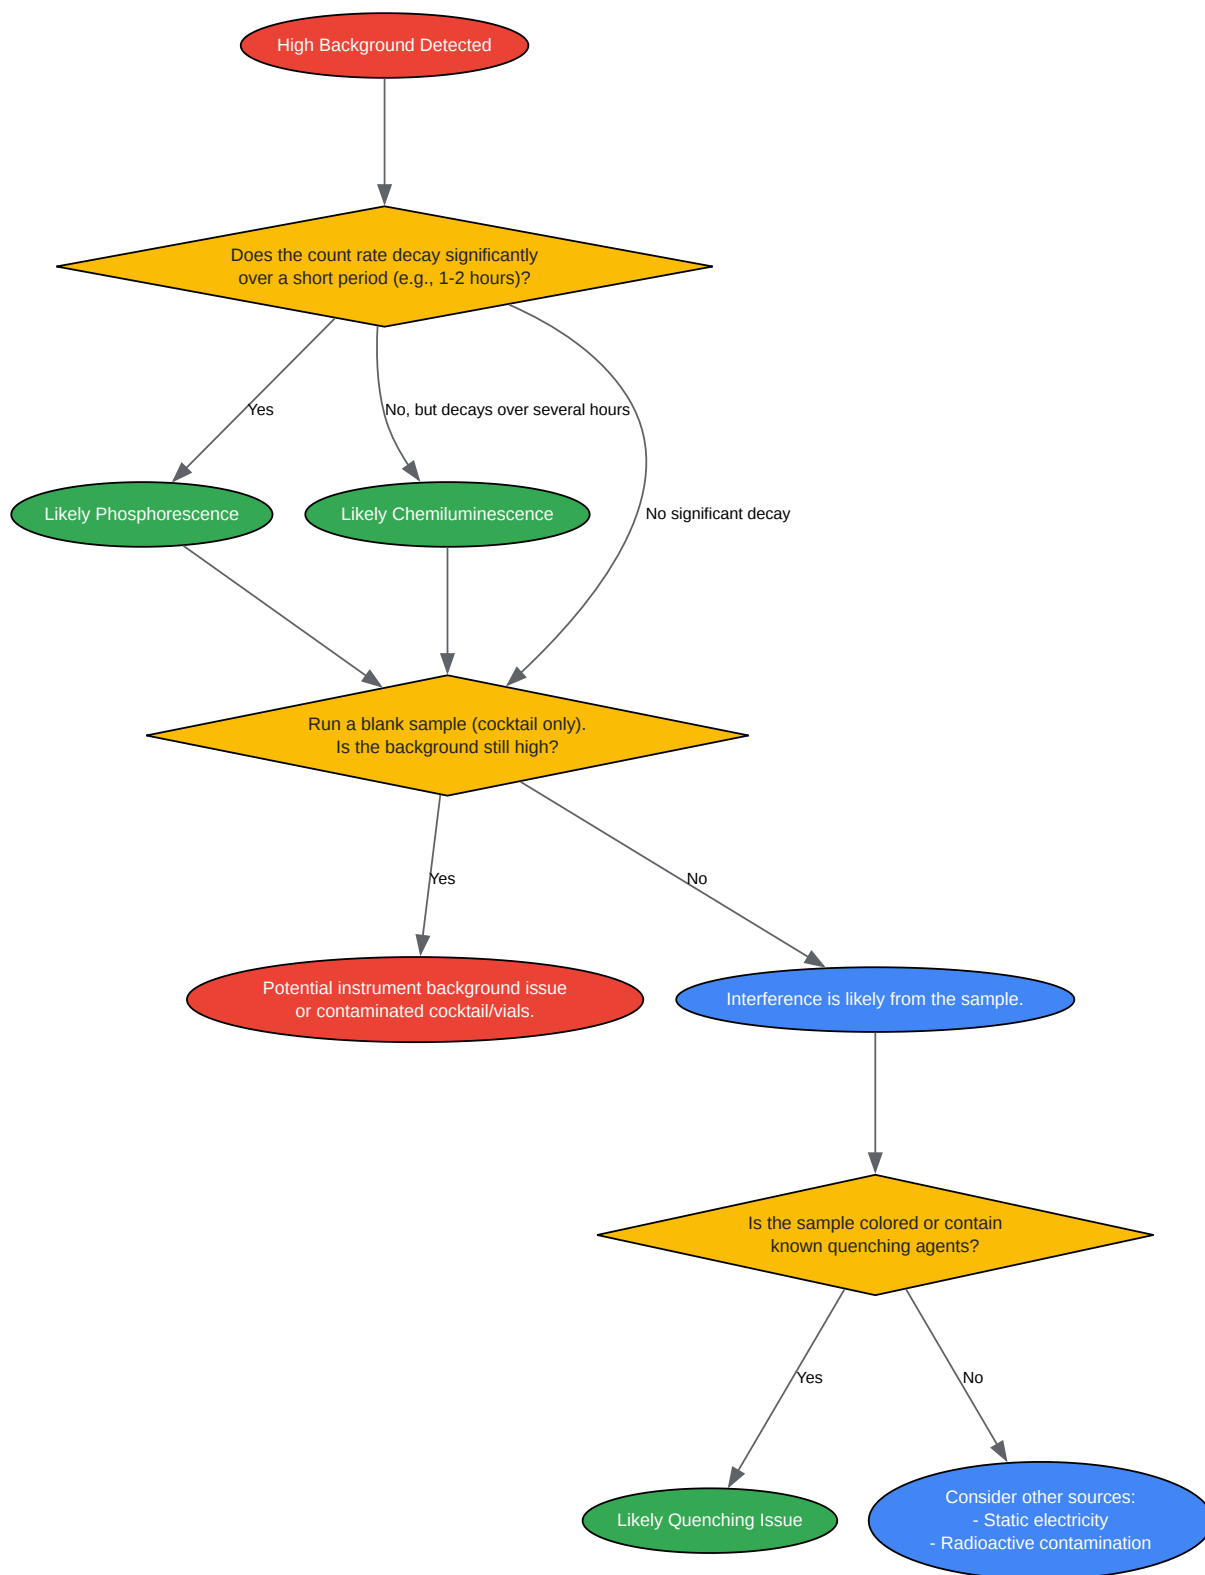 High Background Detected
Does the count rate decay significantly
over a short period (e.g., 1-2 hours)?
Yes
No, but decays over several hours
No significant decay
Likely Phosphorescence
Likely Chemiluminescence
Run a blank sample (cocktail only).
Is the background still high?
Yes
No
Potential instrument background issue
or contaminated cocktail/vials.
Interference is likely from the sample.
Is the sample colored or contain
known quenching agents?
Yes
No
Likely Quenching Issue
Consider other sources:
- Static electricity
- Radioactive contamination